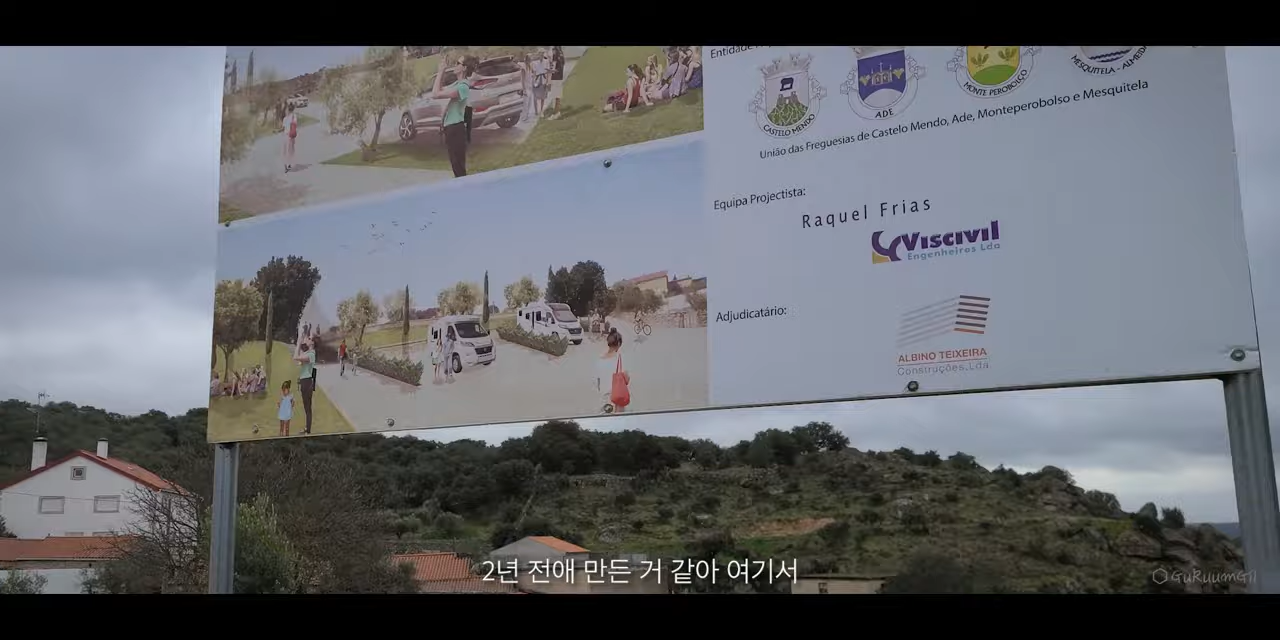 Entidade
CASTELO MENDO
ADE
MONTE PEROBOLÇO
MESQUITELA - ALMEIDA
União das Freguesias de Castelo Mendo, Ade, Monteperobolso e Mesquitela
Equipa Projectista:
Raquel Frias
Viscivil
Engenheiros Lda
Adjudicatário:
ALBINO TEIXEIRA
Construções,Lda
2년 전애 만든 거 같아 여기서
GuRuumGil